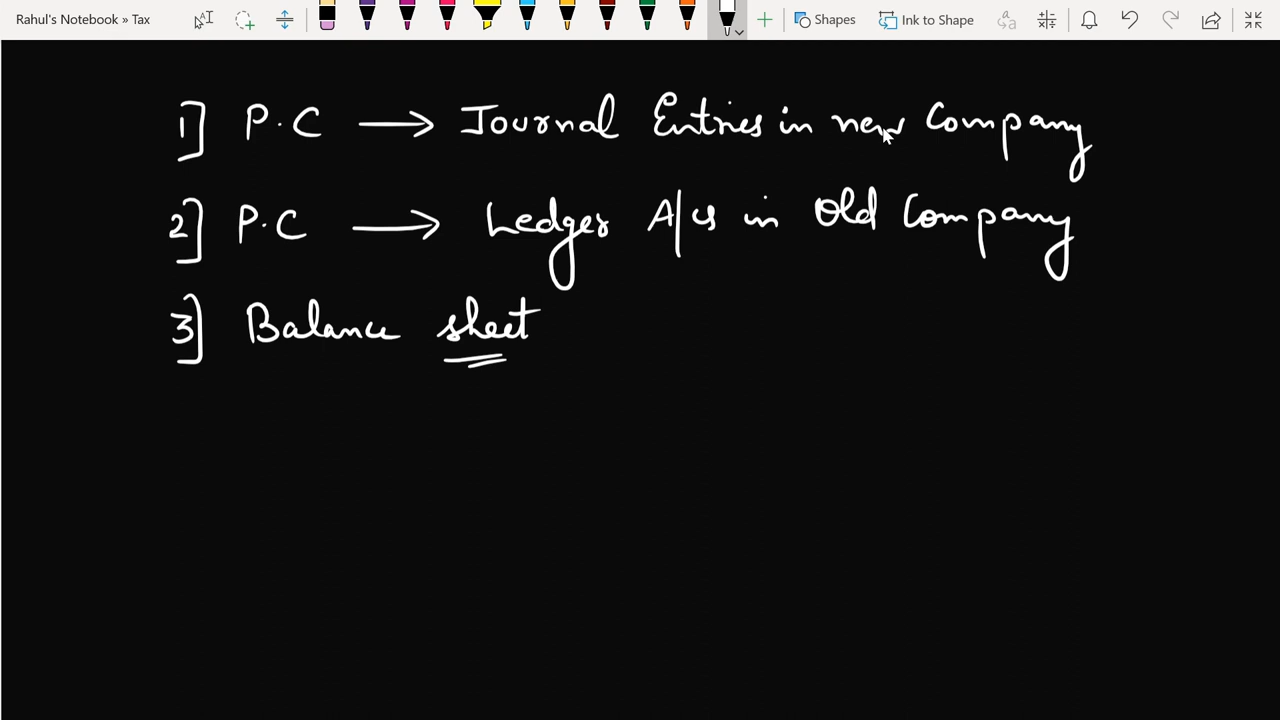 Rahul's Notebook » Tax
Shapes
Ink to Shape
1] P.C → Journal Entries in new Company
2] P.C → Ledger A/cs in Old Company
3] Balance sheet